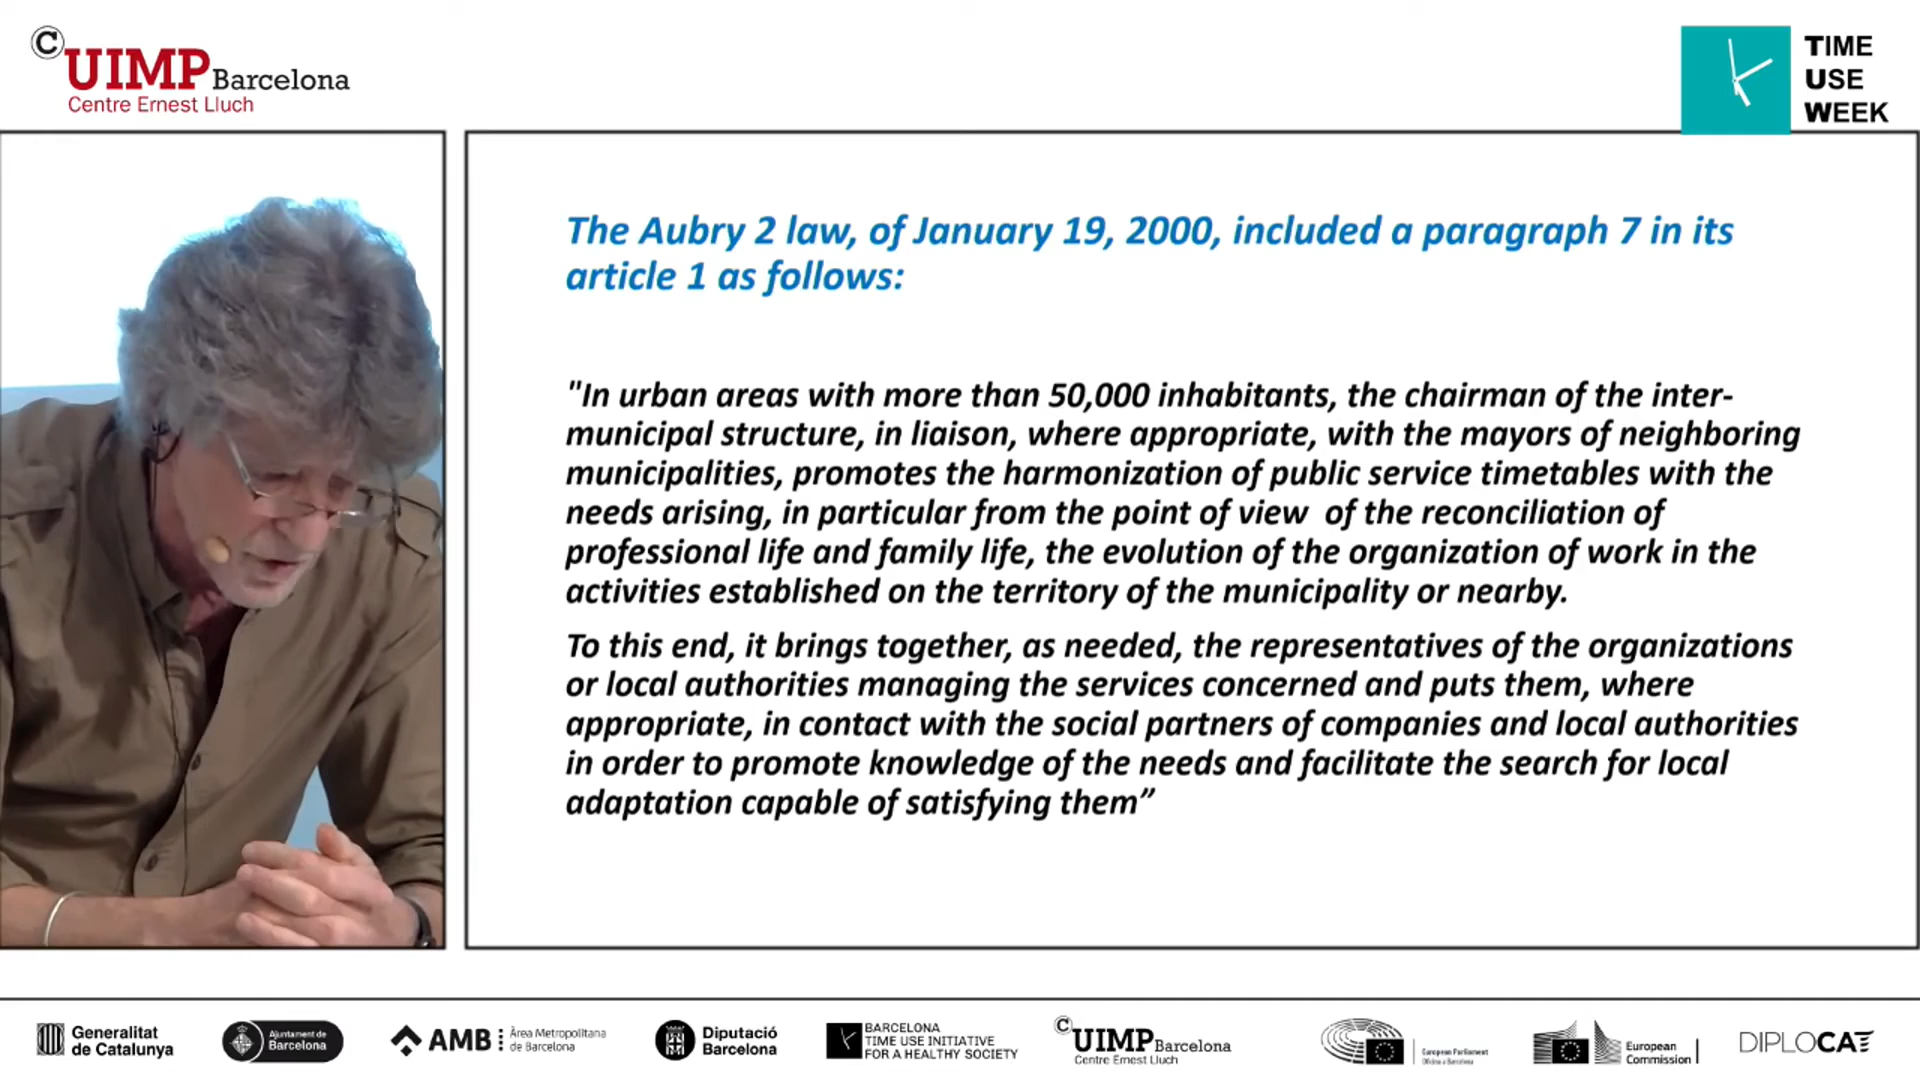 © UIMP Barcelona
Centre Ernest Lluch
TIME
USE
WEEK
The Aubry 2 law, of January 19, 2000, included a paragraph 7 in its
article 1 as follows:
"In urban areas with more than 50,000 inhabitants, the chairman of the inter-
municipal structure, in liaison, where appropriate, with the mayors of neighboring
municipalities, promotes the harmonization of public service timetables with the
needs arising, in particular from the point of view  of the reconciliation of
professional life and family life, the evolution of the organization of work in the
activities established on the territory of the municipality or nearby.
To this end, it brings together, as needed, the representatives of the organizations
or local authorities managing the services concerned and puts them, where
appropriate, in contact with the social partners of companies and local authorities
in order to promote knowledge of the needs and facilitate the search for local
adaptation capable of satisfying them”
Generalitat
de Catalunya
Ajuntament de
Barcelona
AMB
Àrea Metropolitana
de Barcelona
Diputació
Barcelona
BARCELONA
TIME USE INITIATIVE
FOR A HEALTHY SOCIETY
© UIMP Barcelona
Centre Ernest Lluch
European Parliament
Oficina a Barcelona
European
Commission
DIPLOCAT